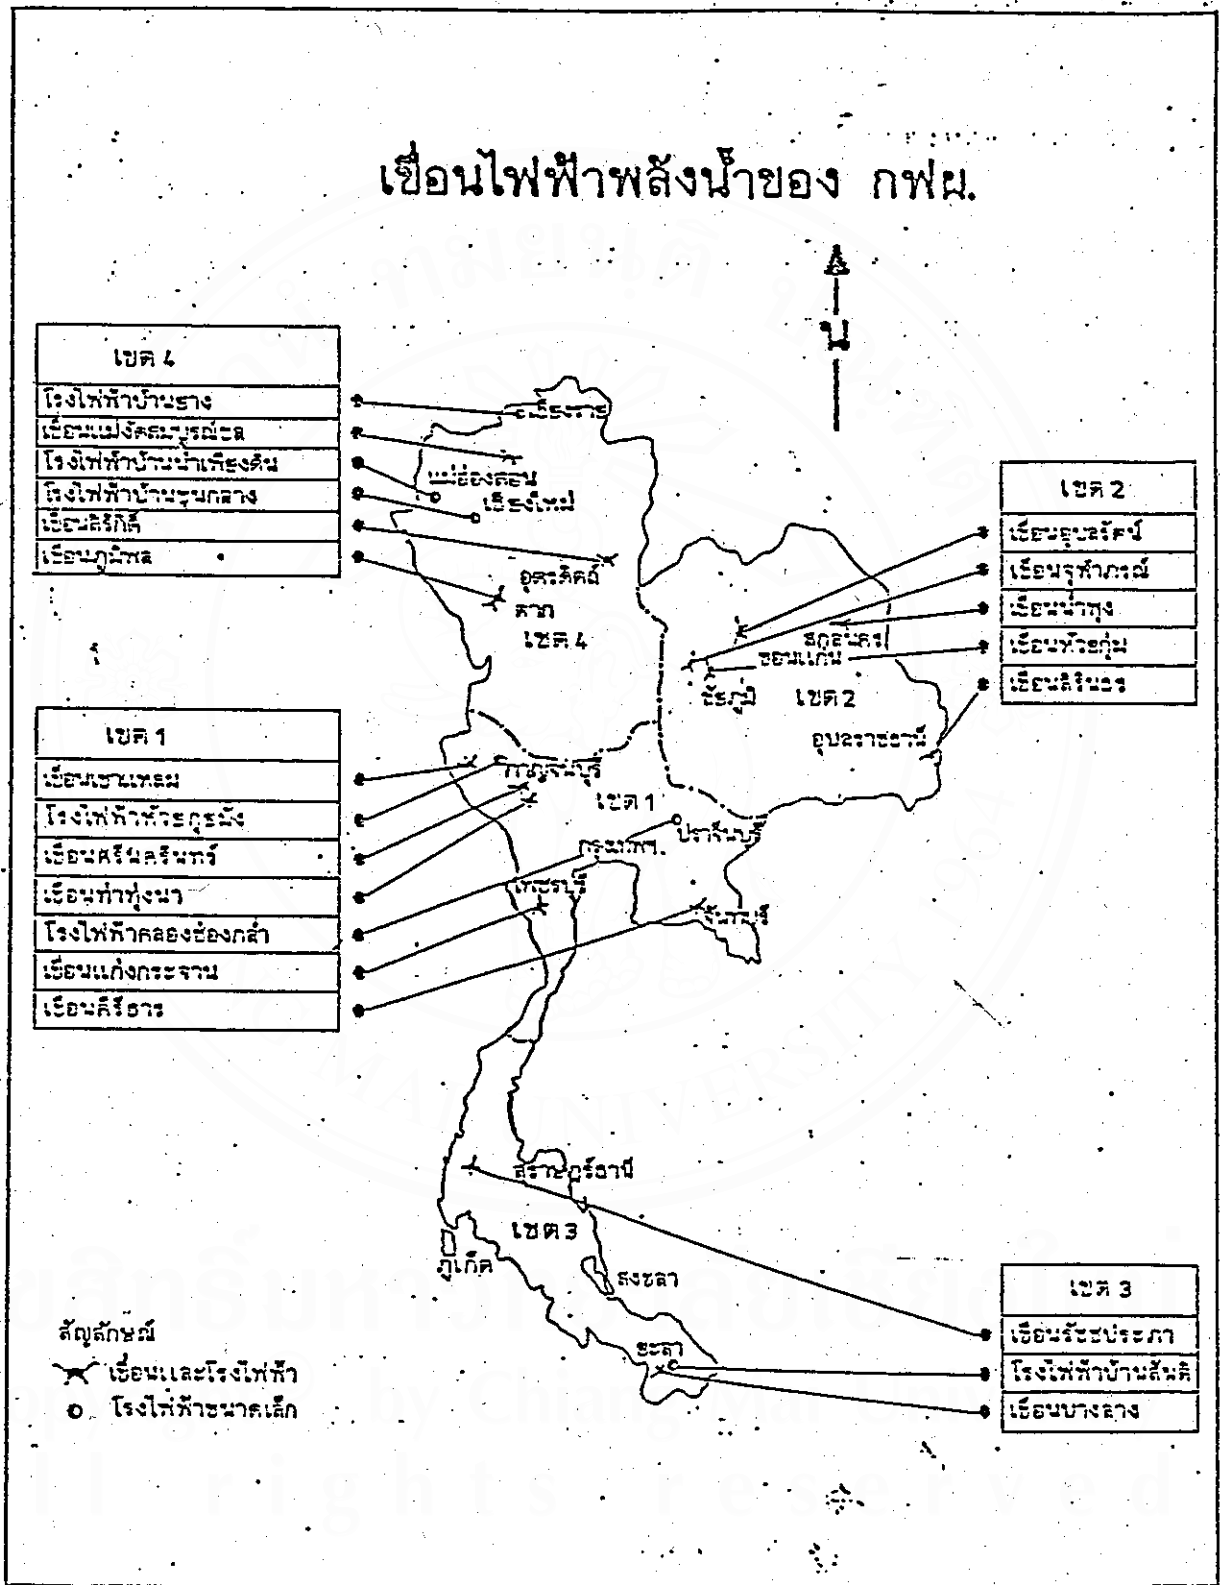 เขื่อนไฟฟ้าพลังน้ำของ กฟผ.
น
เขต 4
โรงไฟฟ้าบ้านยาง
เขื่อนแม่งัดสมบูรณ์ชล
โรงไฟฟ้าบ้านน้ำเพียงดิน
โรงไฟฟ้าบ้านขุนกลาง
เขื่อนสิริกิติ์
เขื่อนภูมิพล
เชียงราย
แม่ฮ่องสอน
เชียงใหม่
อุตรดิตถ์
ตาก
เขต 4
เขต 2
เขื่อนอุบลรัตน์
เขื่อนจุฬาภรณ์
เขื่อนน้ำพุง
เขื่อนห้วยกุ่ม
เขื่อนสิรินธร
สกลนคร
ขอนแก่น
ชัยภูมิ
เขต 2
อุบลราชธานี
เขต 1
เขื่อนเขาแหลม
โรงไฟฟ้าห้วยกุยมั่ง
เขื่อนศรีนครินทร์
เขื่อนท่าทุ่งนา
โรงไฟฟ้าคลองช่องกล่ำ
เขื่อนแก่งกระจาน
เขื่อนคิรีธาร
กาญจนบุรี
เขต 1
กรุงเทพฯ
ปราจีนบุรี
เพชรบุรี
จันทบุรี
สุราษฎร์ธานี
เขต 3
ภูเก็ต
สงขลา
ยะลา
เขต 3
เขื่อนรัชชประภา
โรงไฟฟ้าบ้านสันติ
เขื่อนบางลาง
สัญลักษณ์
เขื่อนและโรงไฟฟ้า
โรงไฟฟ้าขนาดเล็ก